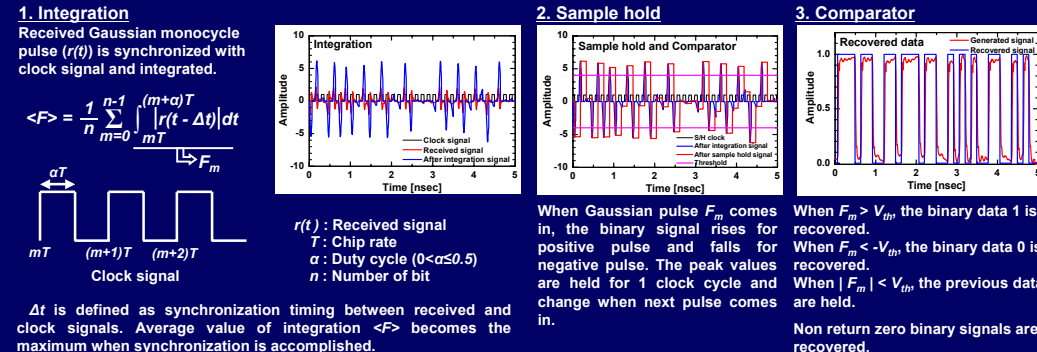 1. Integration
Received Gaussian monocycle
pulse (r(t)) is synchronized with
clock signal and integrated.
<F> = 1/n Σ m=0 n-1 ∫ mT (m+α)T |r(t - Δt)|dt
F_m
αT
mT (m+1)T (m+2)T
Clock signal
Integration
Amplitude
10
5
0
-5
-10
Clock signal
Received signal
After integration signal
0 1 2 3 4 5
Time [nsec]
r(t) : Received signal
T : Chip rate
α : Duty cycle (0<α≤0.5)
n : Number of bit
Δt is defined as synchronization timing between received and
clock signals. Average value of integration <F> becomes the
maximum when synchronization is accomplished.
2. Sample hold
Sample hold and Comparator
Amplitude
10
5
0
-5
-10
S/H clock
After integration signal
After sample hold signal
Threshold
0 1 2 3 4 5
Time [nsec]
When Gaussian pulse F_m comes
in, the binary signal rises for
positive pulse and falls for
negative pulse. The peak values
are held for 1 clock cycle and
change when next pulse comes
in.
3. Comparator
Recovered data
Generated signal
Recovered signal
Amplitude
1.0
0.5
0.0
0 1 2 3 4 5
Time [nsec]
When F_m > V_th, the binary data 1 is
recovered.
When F_m < -V_th, the binary data 0 is
recovered.
When | F_m | < V_th, the previous data
are held.
Non return zero binary signals are
recovered.